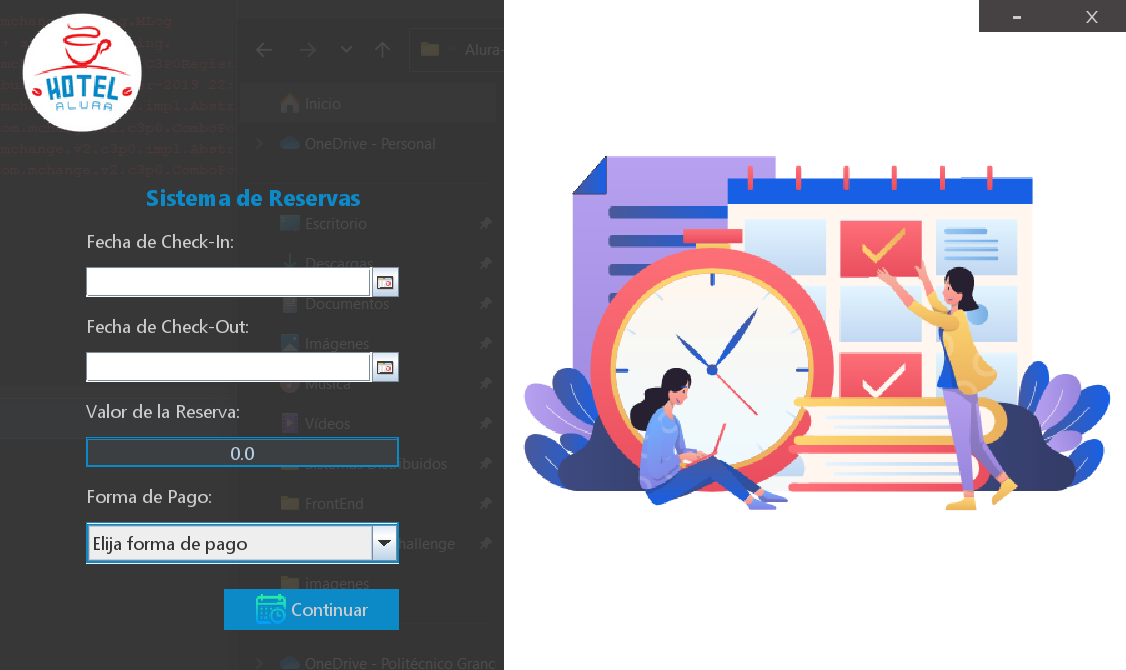 HOTEL
ALURA
Alura-
Inicio
OneDrive - Personal
Sistema de Reservas
Escritorio
Fecha de Check-In:
Descargas
Documentos
Fecha de Check-Out:
Imágenes
Música
Valor de la Reserva:
Vídeos
0.0
Forma de Pago:
FrontEnd
Elija forma de pago
hallenge
Imagenes
Continuar
OneDrive - Politécnico Granc
- X